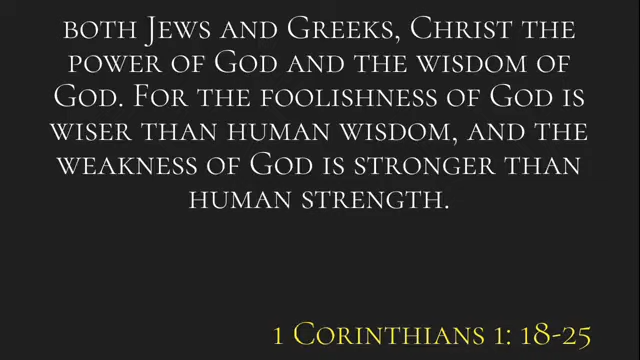 both Jews and Greeks, Christ the
power of God and the wisdom of
God. For the foolishness of God is
wiser than human wisdom, and the
weakness of God is stronger than
human strength.
1 Corinthians 1: 18-25